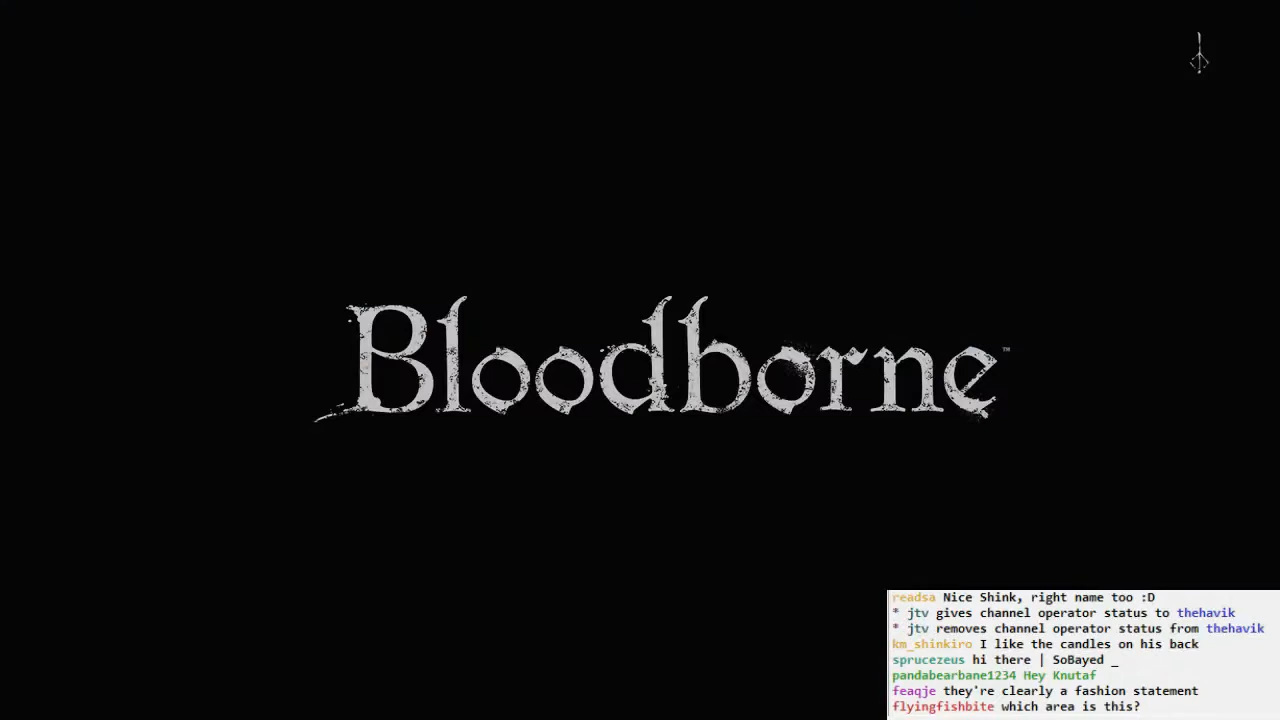 Bloodborne™
readsa Nice Shink, right name too :D
* jtv gives channel operator status to thehavik
* jtv removes channel operator status from thehavik
km_shinkiro I like the candles on his back
sprucezeus hi there | SoBayed _
pandabearbane1234 Hey Knutaf
feaqje they're clearly a fashion statement
flyingfishbite which area is this?